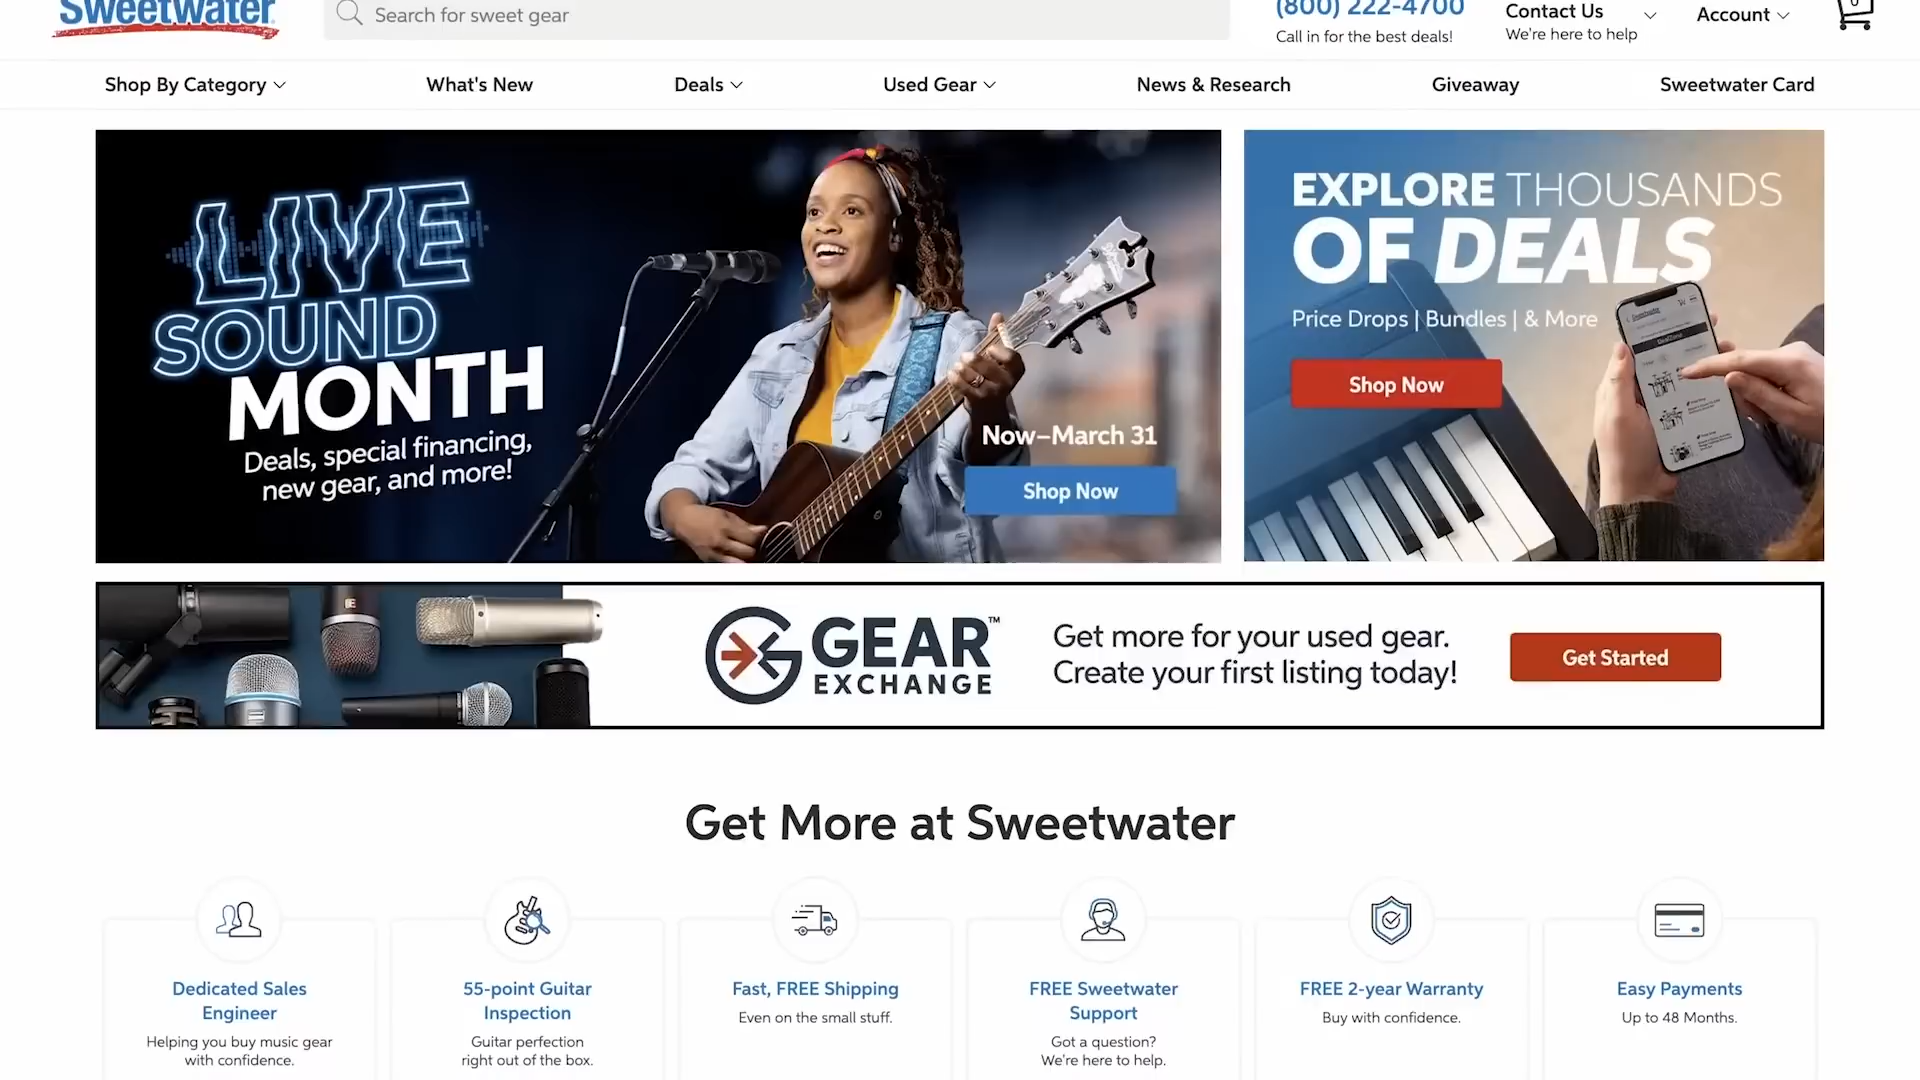 Sweetwater
Search for sweet gear
(800) 222-4700
Call in for the best deals!
Contact Us
We're here to help
Account
0
Shop By Category
What's New
Deals
Used Gear
News & Research
Giveaway
Sweetwater Card
LIVE
SOUND
MONTH
Deals, special financing,
new gear, and more!
Now–March 31
Shop Now
EXPLORE THOUSANDS
OF DEALS
Price Drops | Bundles | & More
Shop Now
GEAR™
EXCHANGE
Get more for your used gear.
Create your first listing today!
Get Started
Get More at Sweetwater
Dedicated Sales
Engineer
Helping you buy music gear
with confidence.
55-point Guitar
Inspection
Guitar perfection
right out of the box.
Fast, FREE Shipping
Even on the small stuff.
FREE Sweetwater
Support
Got a question?
We're here to help.
FREE 2-year Warranty
Buy with confidence.
Easy Payments
Up to 48 Months.